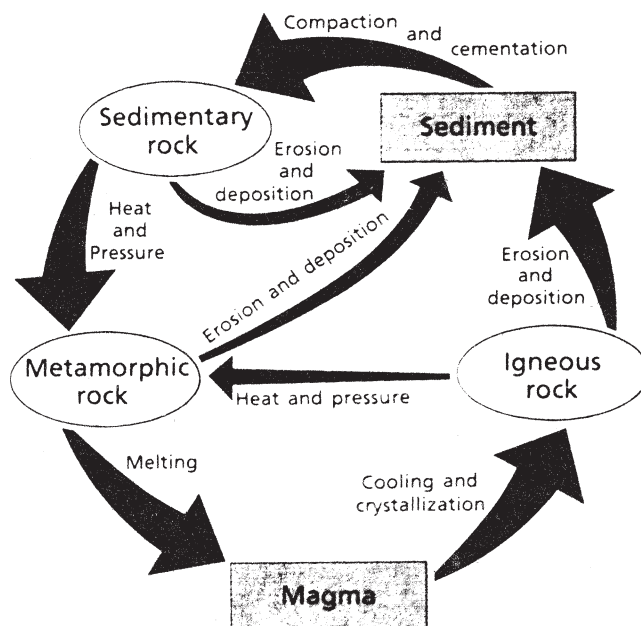 Compaction and
cementation
Sedimentary
rock
Sediment
Erosion
and
deposition
Heat
and
Pressure
Erosion and deposition
Erosion
and
deposition
Metamorphic
rock
Heat and pressure
Igneous
rock
Melting
Cooling and
crystallization
Magma